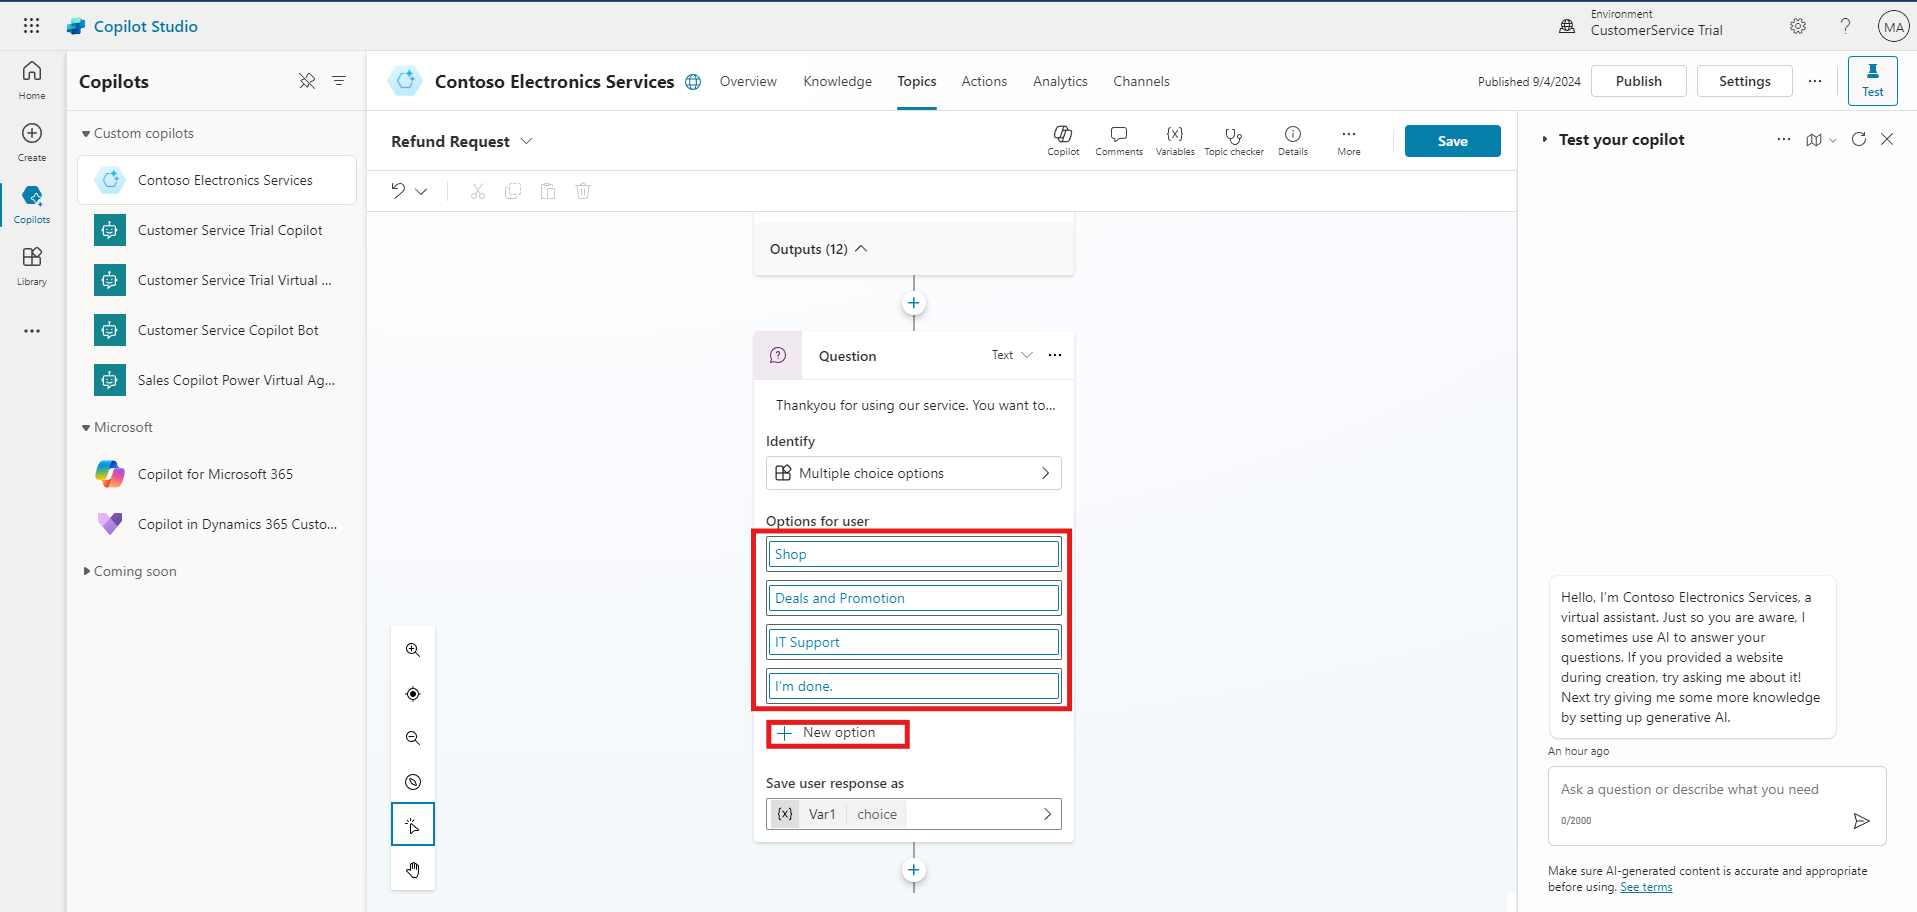 Copilot Studio
Environment
CustomerService Trial
MA
Home
Create
Copilots
Library
Copilots
Custom copilots
Contoso Electronics Services
Customer Service Trial Copilot
Customer Service Trial Virtual ...
Customer Service Copilot Bot
Sales Copilot Power Virtual Ag...
Microsoft
Copilot for Microsoft 365
Copilot in Dynamics 365 Custo...
Coming soon
Contoso Electronics Services
Overview
Knowledge
Topics
Actions
Analytics
Channels
Published 9/4/2024
Publish
Settings
Test
Refund Request
Copilot
Comments
{x}
Variables
Topic checker
Details
More
Save
Outputs (12)
Question
Text
Thankyou for using our service. You want to...
Identify
Multiple choice options
Options for user
Shop
Deals and Promotion
IT Support
I'm done.
New option
Save user response as
{x} Var1 choice
Test your copilot
Hello, I'm Contoso Electronics Services, a
virtual assistant. Just so you are aware, I
sometimes use AI to answer your
questions. If you provided a website
during creation, try asking me about it!
Next try giving me some more knowledge
by setting up generative AI.
An hour ago
Ask a question or describe what you need
0/2000
Make sure AI-generated content is accurate and appropriate
before using. See terms